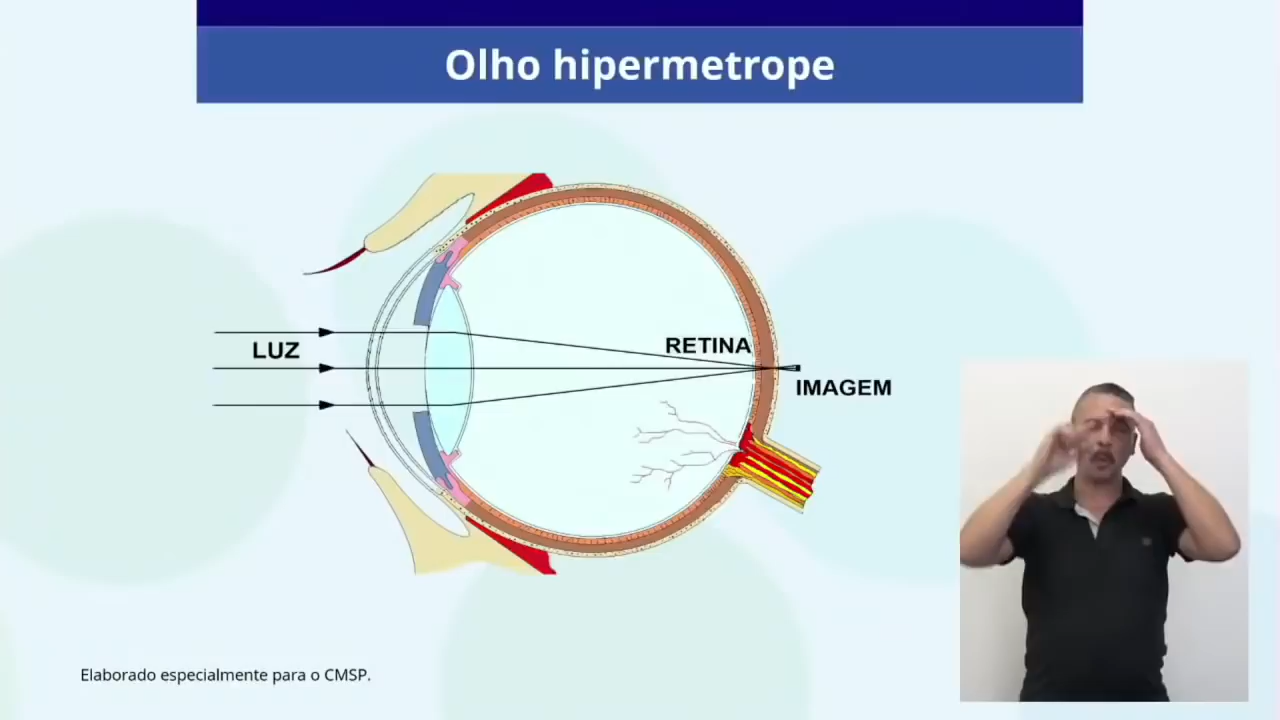 Olho hipermetrope
RETINA
LUZ
IMAGEM
Elaborado especialmente para o CMSP.